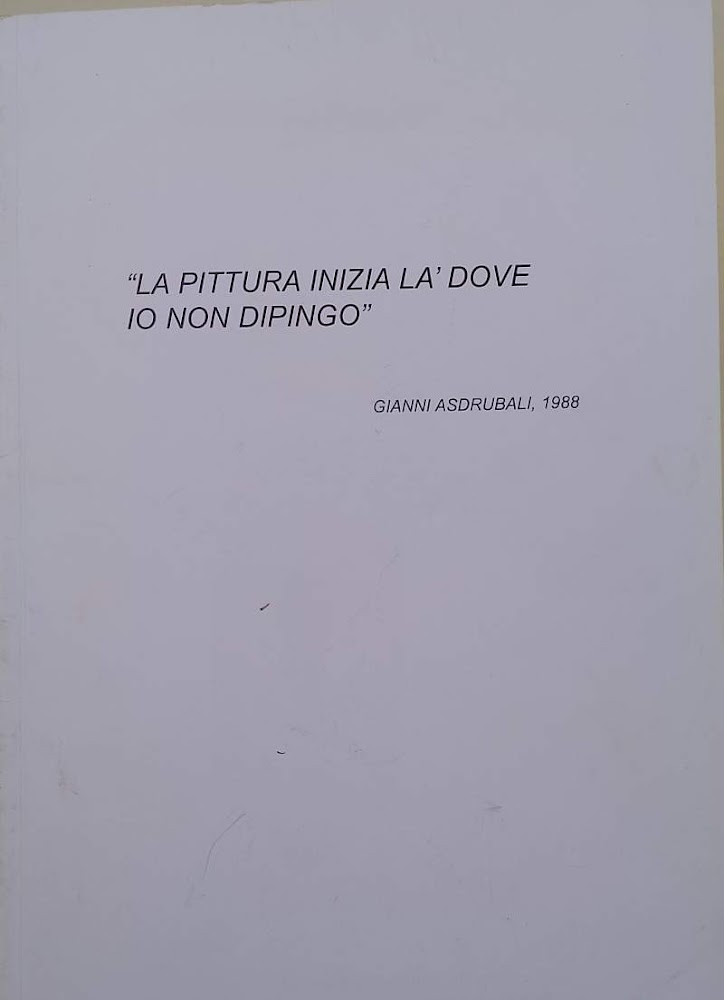 “LA PITTURA INIZIA LA’ DOVE
IO NON DIPINGO”
GIANNI ASDRUBALI, 1988